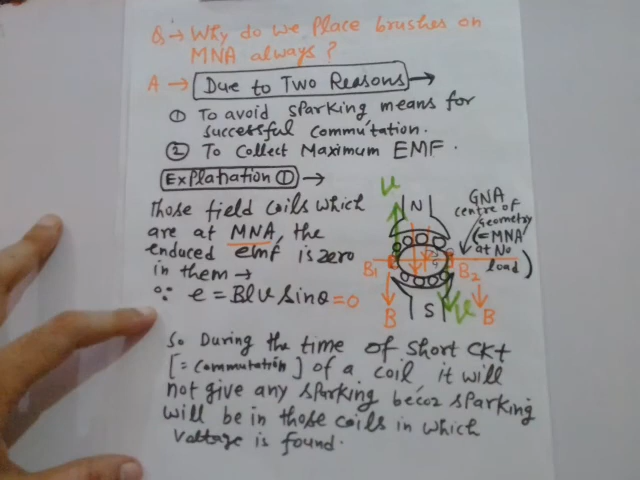 Q :→ Why do we Place brushes on
MNA always ?
A → Due to Two Reasons →
① To avoid sparking means for
successful commutation.
② To Collect Maximum EMF .
Explanation ① →
Those field coils which
are at MNA, the
enduced emf is zero
in them →
∵ e = Blv Sinθ = 0
u
N
GNA
centre of
geometry
(= MNA
at No
load)
B1
B2
B
S
u
B
So During the time of short CKt
[= Commutation] of a coil it will
not give any sparking becoz sparking
will be in those coils in which
Voltage is found.